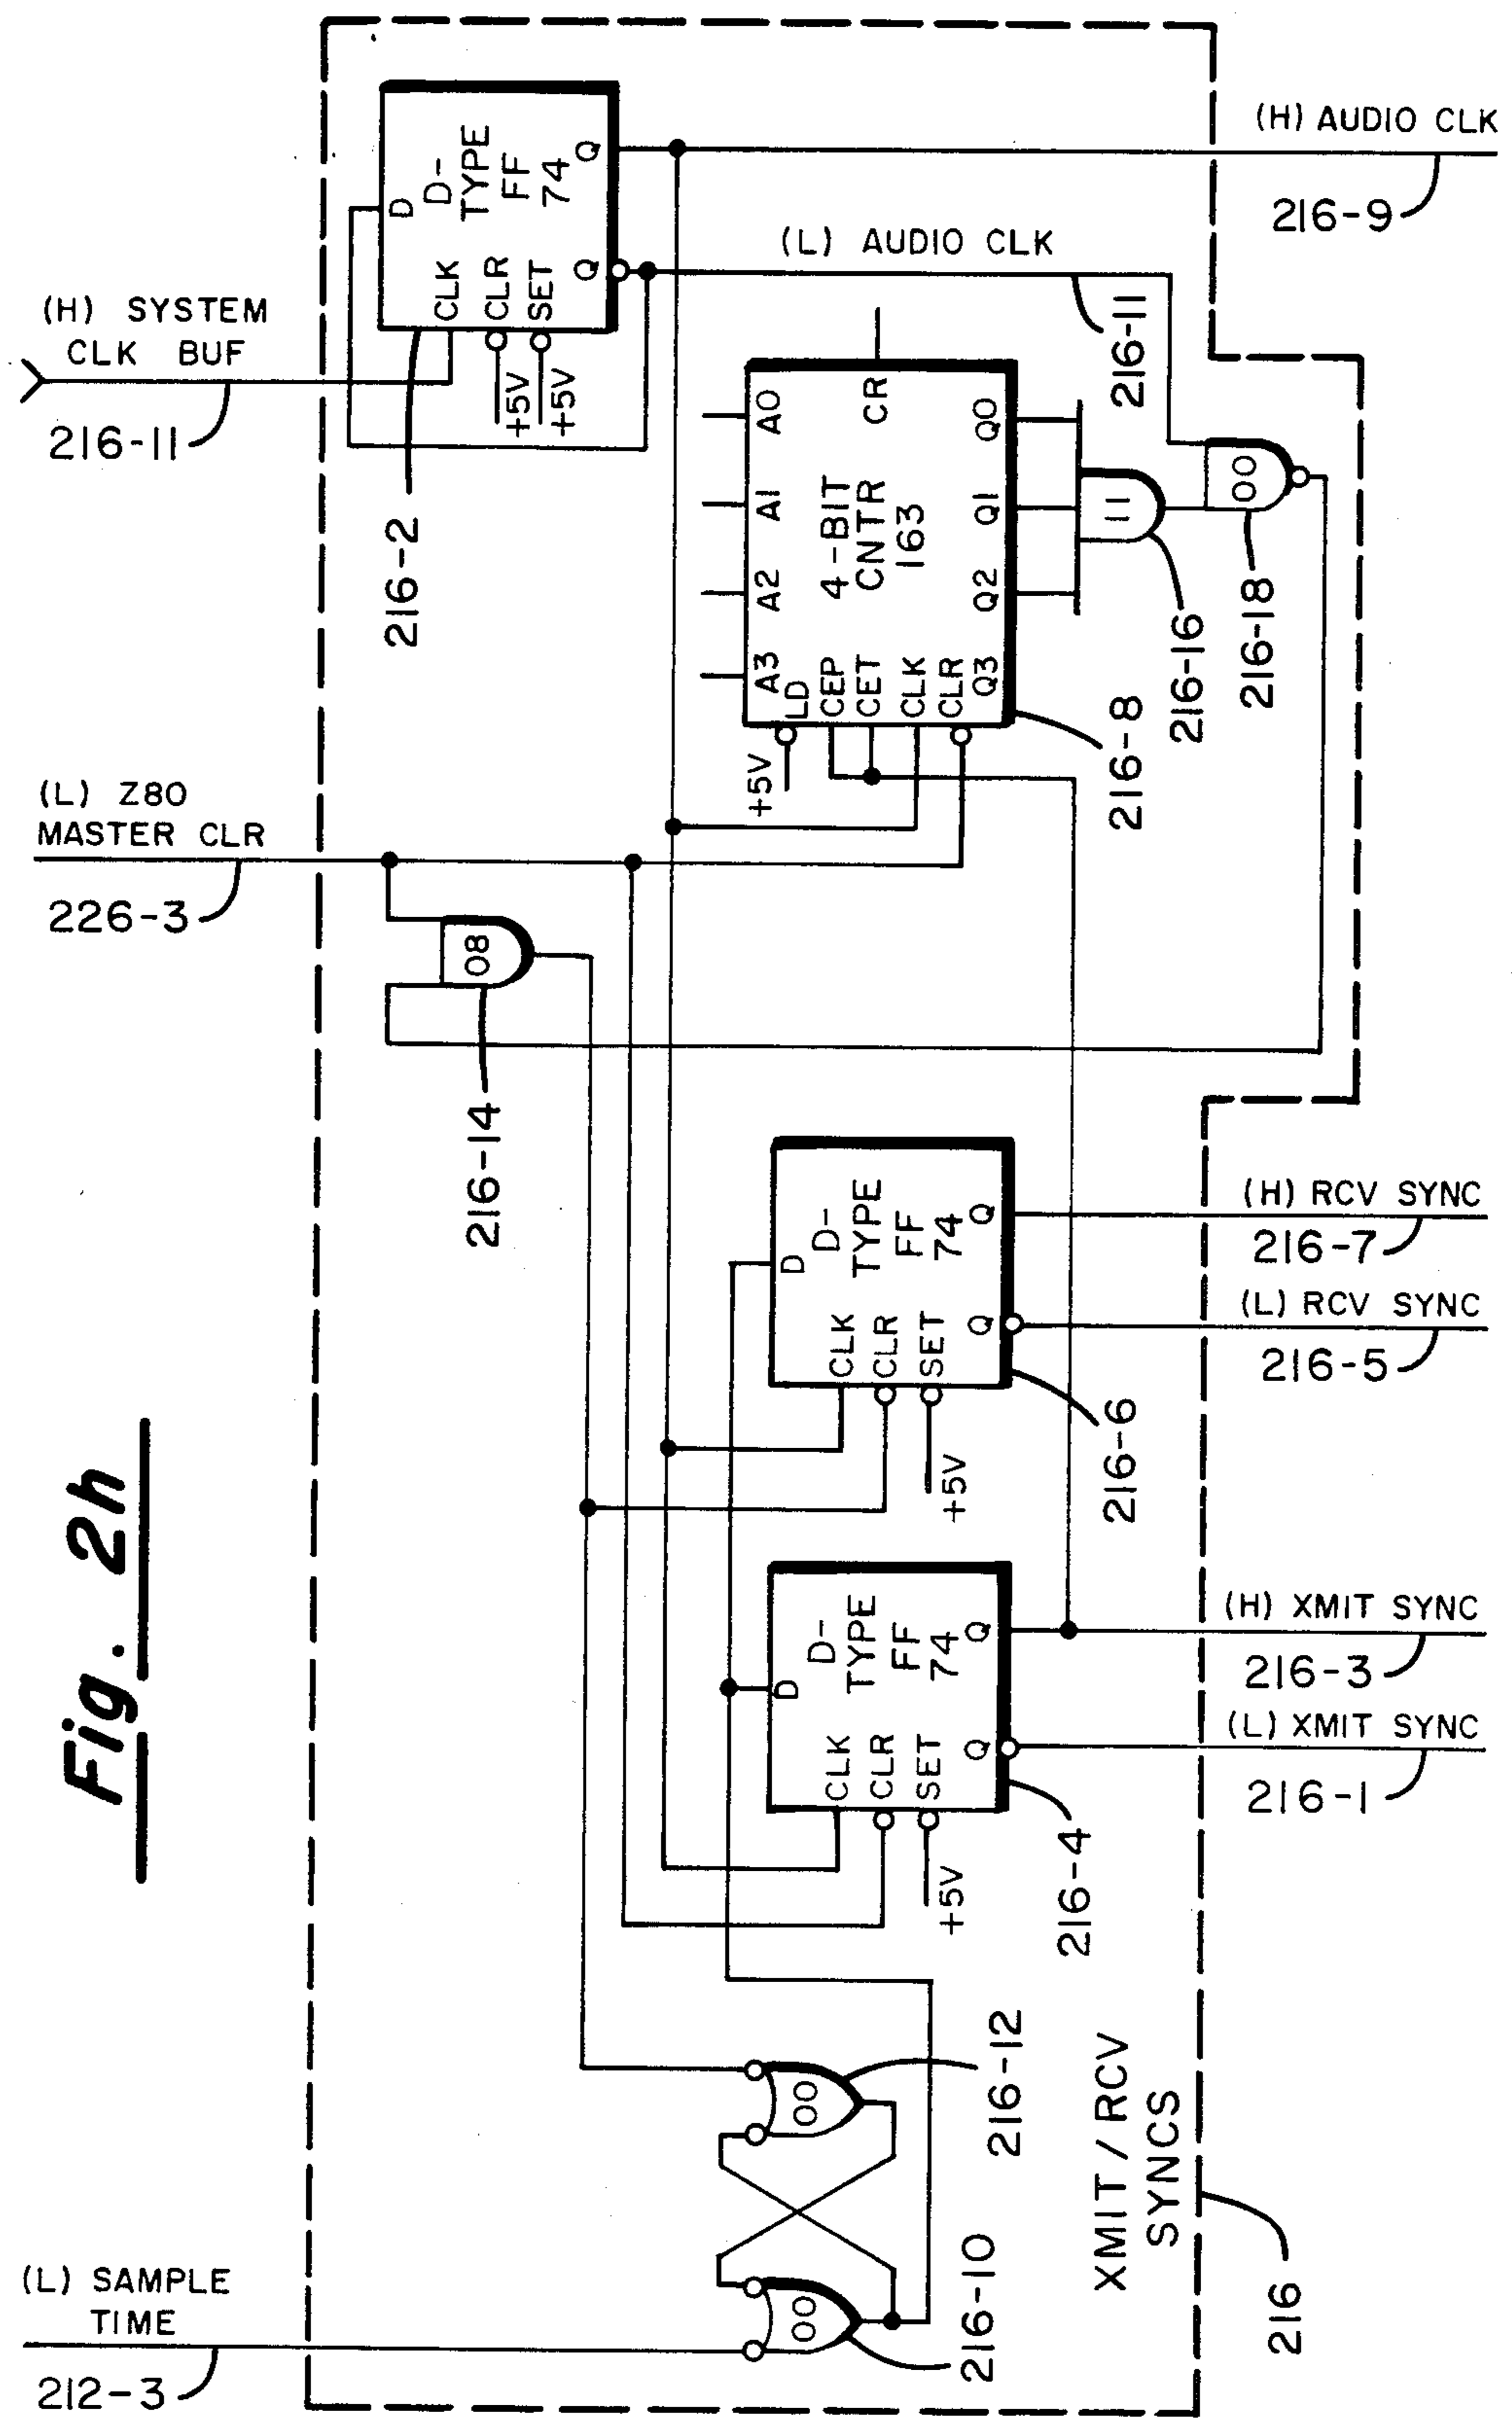 (H) SYSTEM
CLK BUF
216-11
D
D-
TYPE
FF
74
Q
CLK
CLR
SET
Q
+5V
+5V
216-2
(H) AUDIO CLK
216-9
(L) AUDIO CLK
216-11
A0
A1
A2
A3
CR
4-BIT
CNTR
163
LD
CEP
CET
CLK
CLR
Q0
Q1
Q2
Q3
+5V
11
00
216-16
216-18
216-8
(L) Z80
MASTER CLR
226-3
08
216-14
D
D-
TYPE
FF
74
Q
CLK
CLR
SET
Q
+5V
216-6
(H) RCV SYNC
216-7
(L) RCV SYNC
216-5
Fig. 2h
D
D-
TYPE
FF
74
Q
CLK
CLR
SET
Q
+5V
216-4
(H) XMIT SYNC
216-3
(L) XMIT SYNC
216-1
00
216-12
00
216-10
XMIT/RCV
SYNCS
216
(L) SAMPLE
TIME
212-3